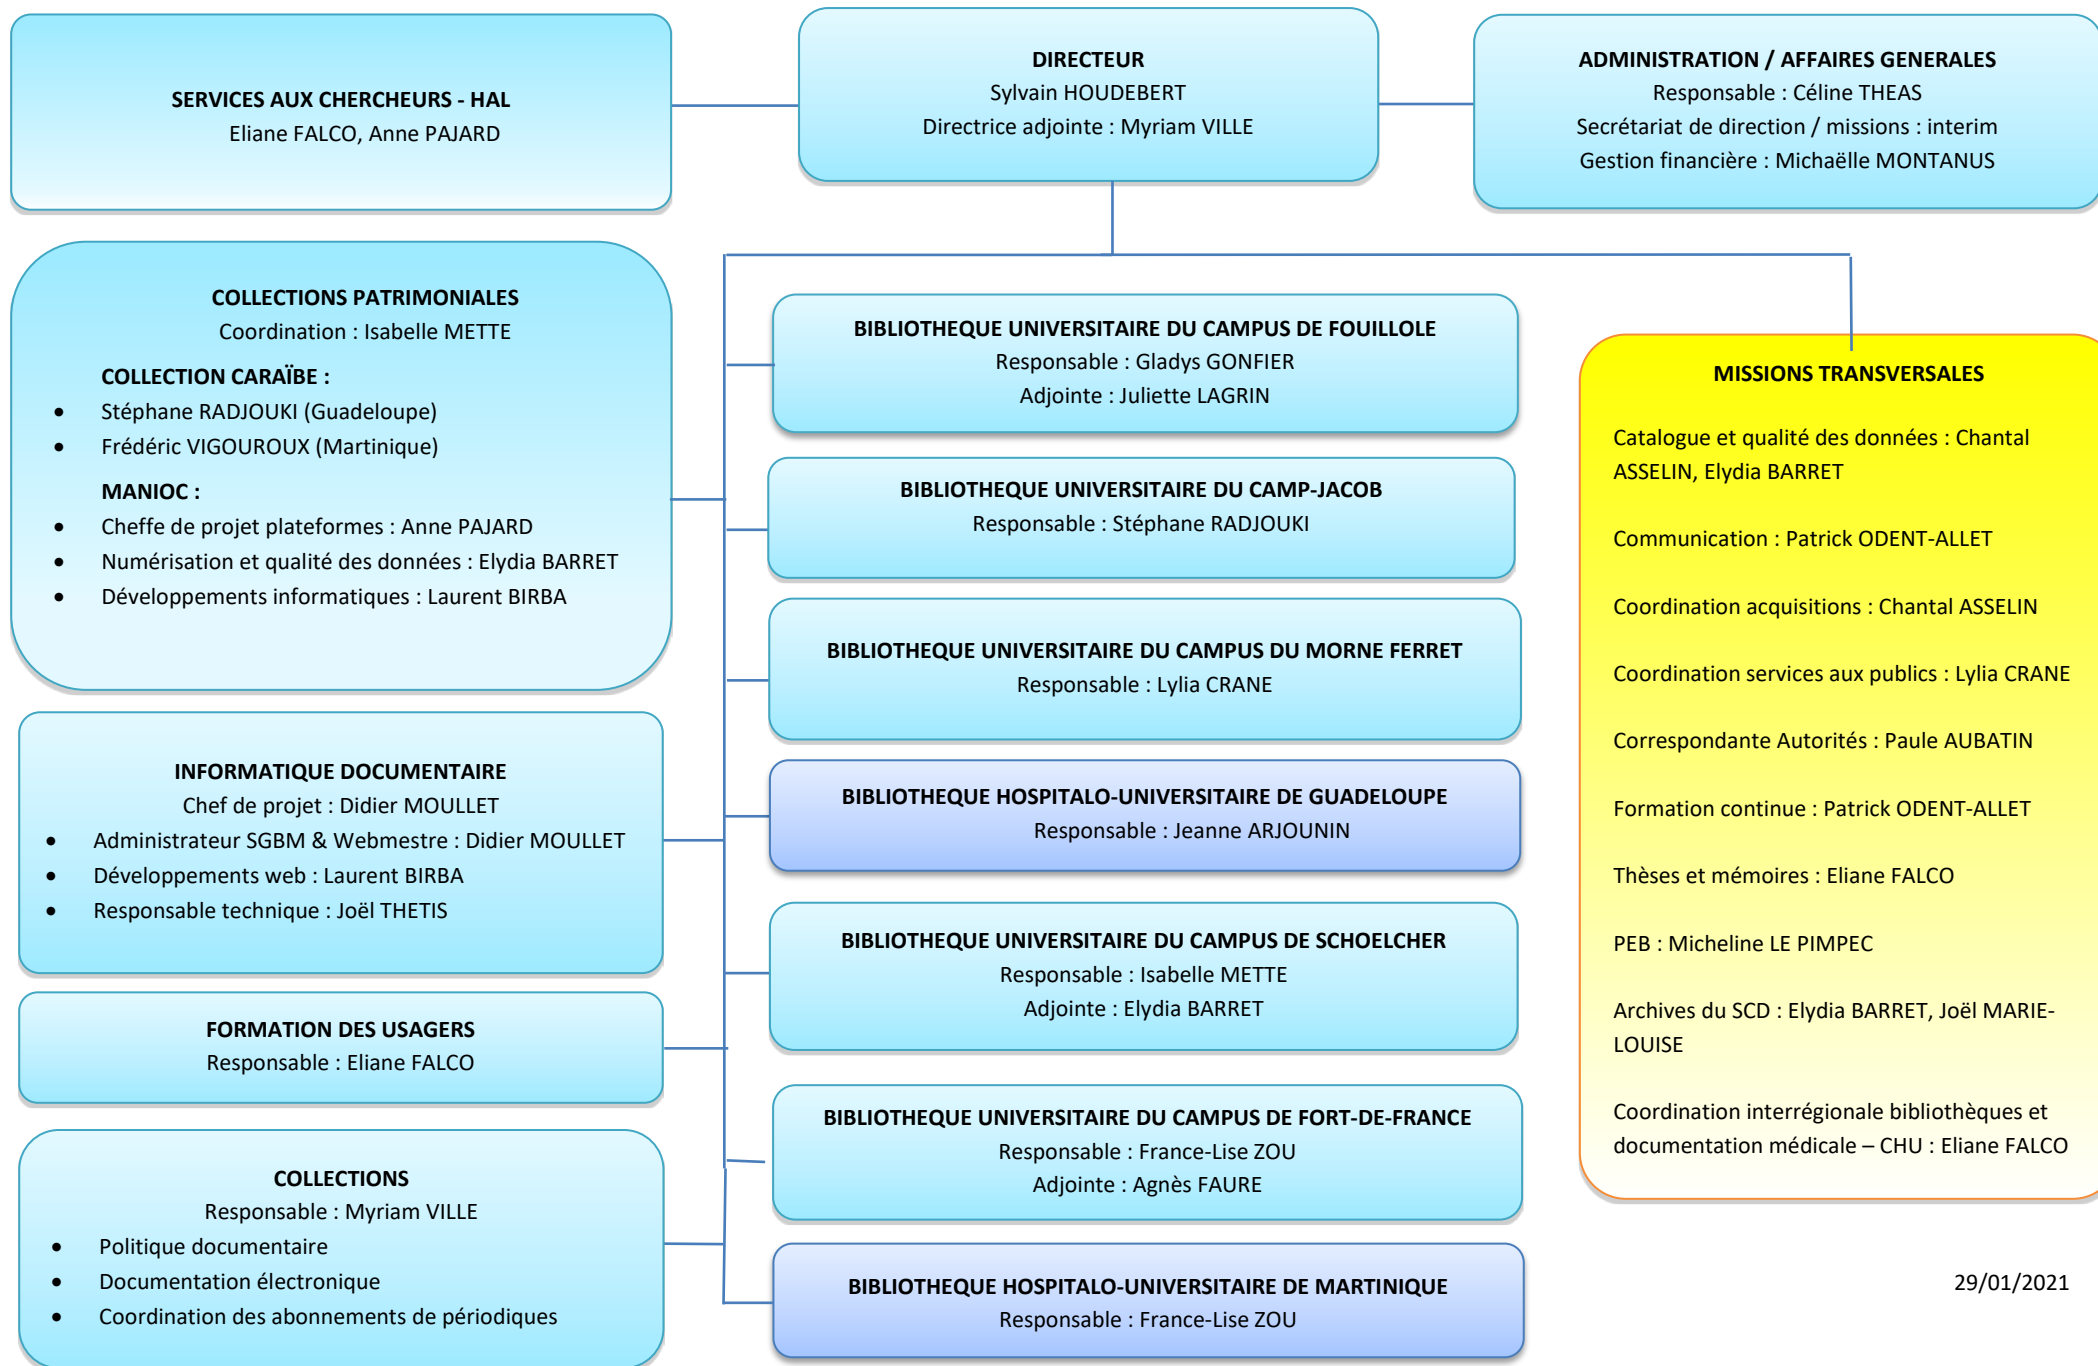 SERVICES AUX CHERCHEURS - HAL
Eliane FALCO, Anne PAJARD
DIRECTEUR
Sylvain HOUDEBERT
Directrice adjointe : Myriam VILLE
ADMINISTRATION / AFFAIRES GENERALES
Responsable : Céline THEAS
Secrétariat de direction / missions : interim
Gestion financière : Michaëlle MONTANUS
COLLECTIONS PATRIMONIALES
Coordination : Isabelle METTE
COLLECTION CARAÏBE :
• Stéphane RADJOUKI (Guadeloupe)
• Frédéric VIGOUROUX (Martinique)
MANIOC :
• Cheffe de projet plateformes : Anne PAJARD
• Numérisation et qualité des données : Elydia BARRET
• Développements informatiques : Laurent BIRBA
INFORMATIQUE DOCUMENTAIRE
Chef de projet : Didier MOULLET
• Administrateur SGBM & Webmestre : Didier MOULLET
• Développements web : Laurent BIRBA
• Responsable technique : Joël THETIS
FORMATION DES USAGERS
Responsable : Eliane FALCO
COLLECTIONS
Responsable : Myriam VILLE
• Politique documentaire
• Documentation électronique
• Coordination des abonnements de périodiques
BIBLIOTHEQUE UNIVERSITAIRE DU CAMPUS DE FOUILLOLE
Responsable : Gladys GONFIER
Adjointe : Juliette LAGRIN
BIBLIOTHEQUE UNIVERSITAIRE DU CAMP-JACOB
Responsable : Stéphane RADJOUKI
BIBLIOTHEQUE UNIVERSITAIRE DU CAMPUS DU MORNE FERRET
Responsable : Lylia CRANE
BIBLIOTHEQUE HOSPITALO-UNIVERSITAIRE DE GUADELOUPE
Responsable : Jeanne ARJOUNIN
BIBLIOTHEQUE UNIVERSITAIRE DU CAMPUS DE SCHOELCHER
Responsable : Isabelle METTE
Adjointe : Elydia BARRET
BIBLIOTHEQUE UNIVERSITAIRE DU CAMPUS DE FORT-DE-FRANCE
Responsable : France-Lise ZOU
Adjointe : Agnès FAURE
BIBLIOTHEQUE HOSPITALO-UNIVERSITAIRE DE MARTINIQUE
Responsable : France-Lise ZOU
MISSIONS TRANSVERSALES
Catalogue et qualité des données : Chantal
ASSELIN, Elydia BARRET
Communication : Patrick ODENT-ALLET
Coordination acquisitions : Chantal ASSELIN
Coordination services aux publics : Lylia CRANE
Correspondante Autorités : Paule AUBATIN
Formation continue : Patrick ODENT-ALLET
Thèses et mémoires : Eliane FALCO
PEB : Micheline LE PIMPEC
Archives du SCD : Elydia BARRET, Joël MARIE-
LOUISE
Coordination interrégionale bibliothèques et
documentation médicale – CHU : Eliane FALCO
29/01/2021